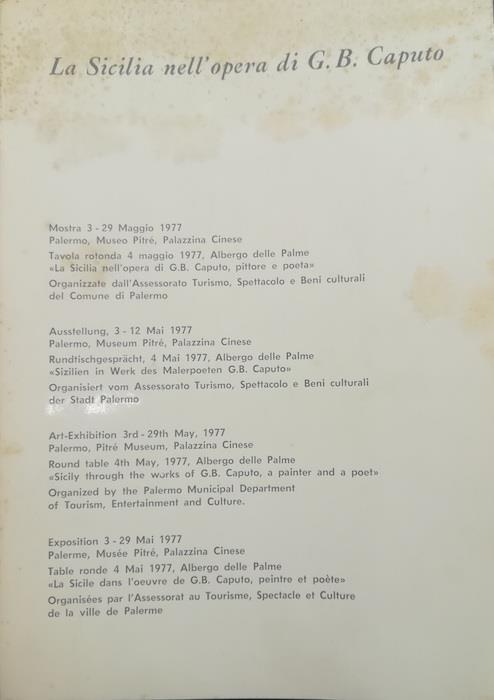 La Sicilia nell'opera di G. B. Caputo
Mostra 3 - 29 Maggio 1977
Palermo, Museo Pitré, Palazzina Cinese
Tavola rotonda 4 maggio 1977, Albergo delle Palme
«La Sicilia nell'opera di G.B. Caputo, pittore e poeta»
Organizzate dall'Assessorato Turismo, Spettacolo e Beni culturali
del Comune di Palermo
Ausstellung, 3 - 12 Mai 1977
Palermo, Museum Pitré, Palazzina Cinese
Rundtischgesprächt, 4 Mai 1977, Albergo delle Palme
«Sizilien in Werk des Malerpoeten G.B. Caputo»
Organisiert vom Assessorato Turismo, Spettacolo e Beni culturali
der Stadt Palermo
Art-Exhibition 3rd - 29th May, 1977
Palermo, Pitré Museum, Palazzina Cinese
Round table 4th May, 1977, Albergo delle Palme
«Sicily through the works of G.B. Caputo, a painter and a poet»
Organized by the Palermo Municipal Department
of Tourism, Entertainment and Culture.
Exposition 3 - 29 Mai 1977
Palerme, Musée Pitré, Palazzina Cinese
Table ronde 4 Mai 1977, Albergo delle Palme
«La Sicile dans l'oeuvre de G.B. Caputo, peintre et poète»
Organisées par l'Assessorat au Tourisme, Spectacle et Culture
de la ville de Palerme